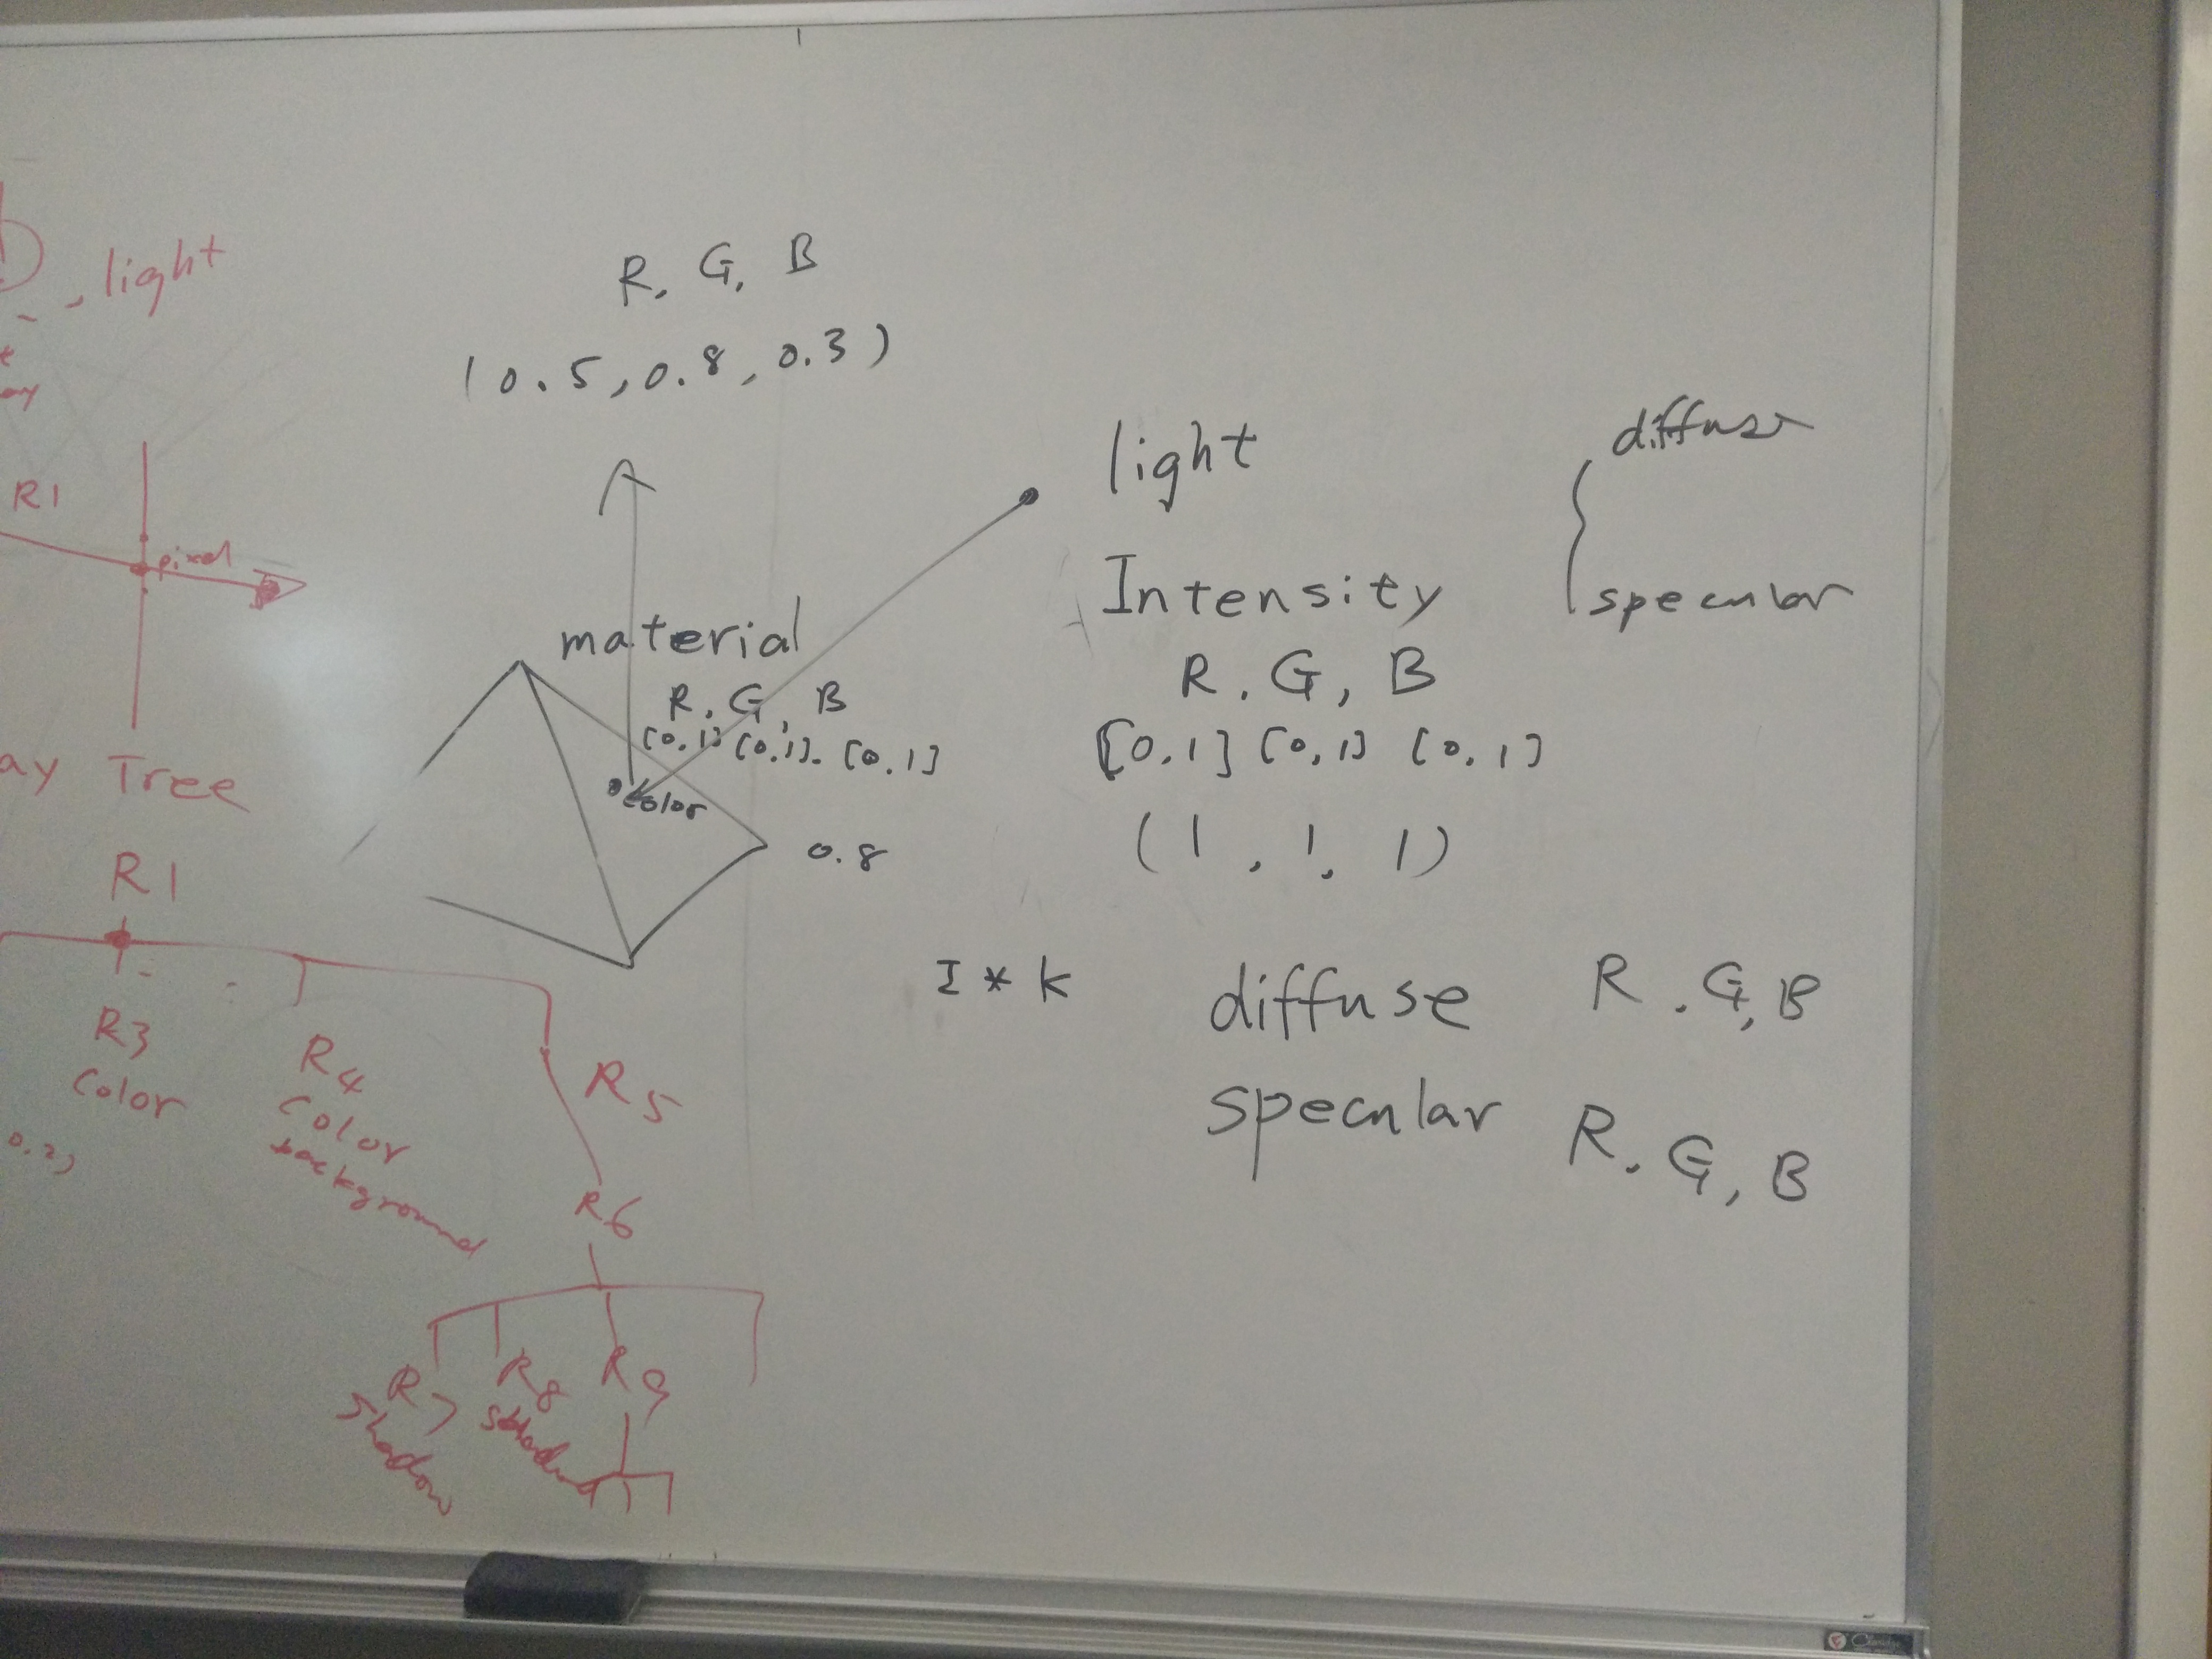 light
R1
pixel
Tree
R1
R3
Color
0.2)
R4
Color
background
R5
R6
R7
Shadow
R8
R9
R, G, B
(0.5, 0.8, 0.3)
material
R, G, B
[0,1] [0,1]. [0,1]
color
0.8
light
Intensity
R, G, B
[0,1] [0,1] [0,1]
(1, 1, 1)
diffuse
specular
I * k
diffuse R, G, B
specular R, G, B